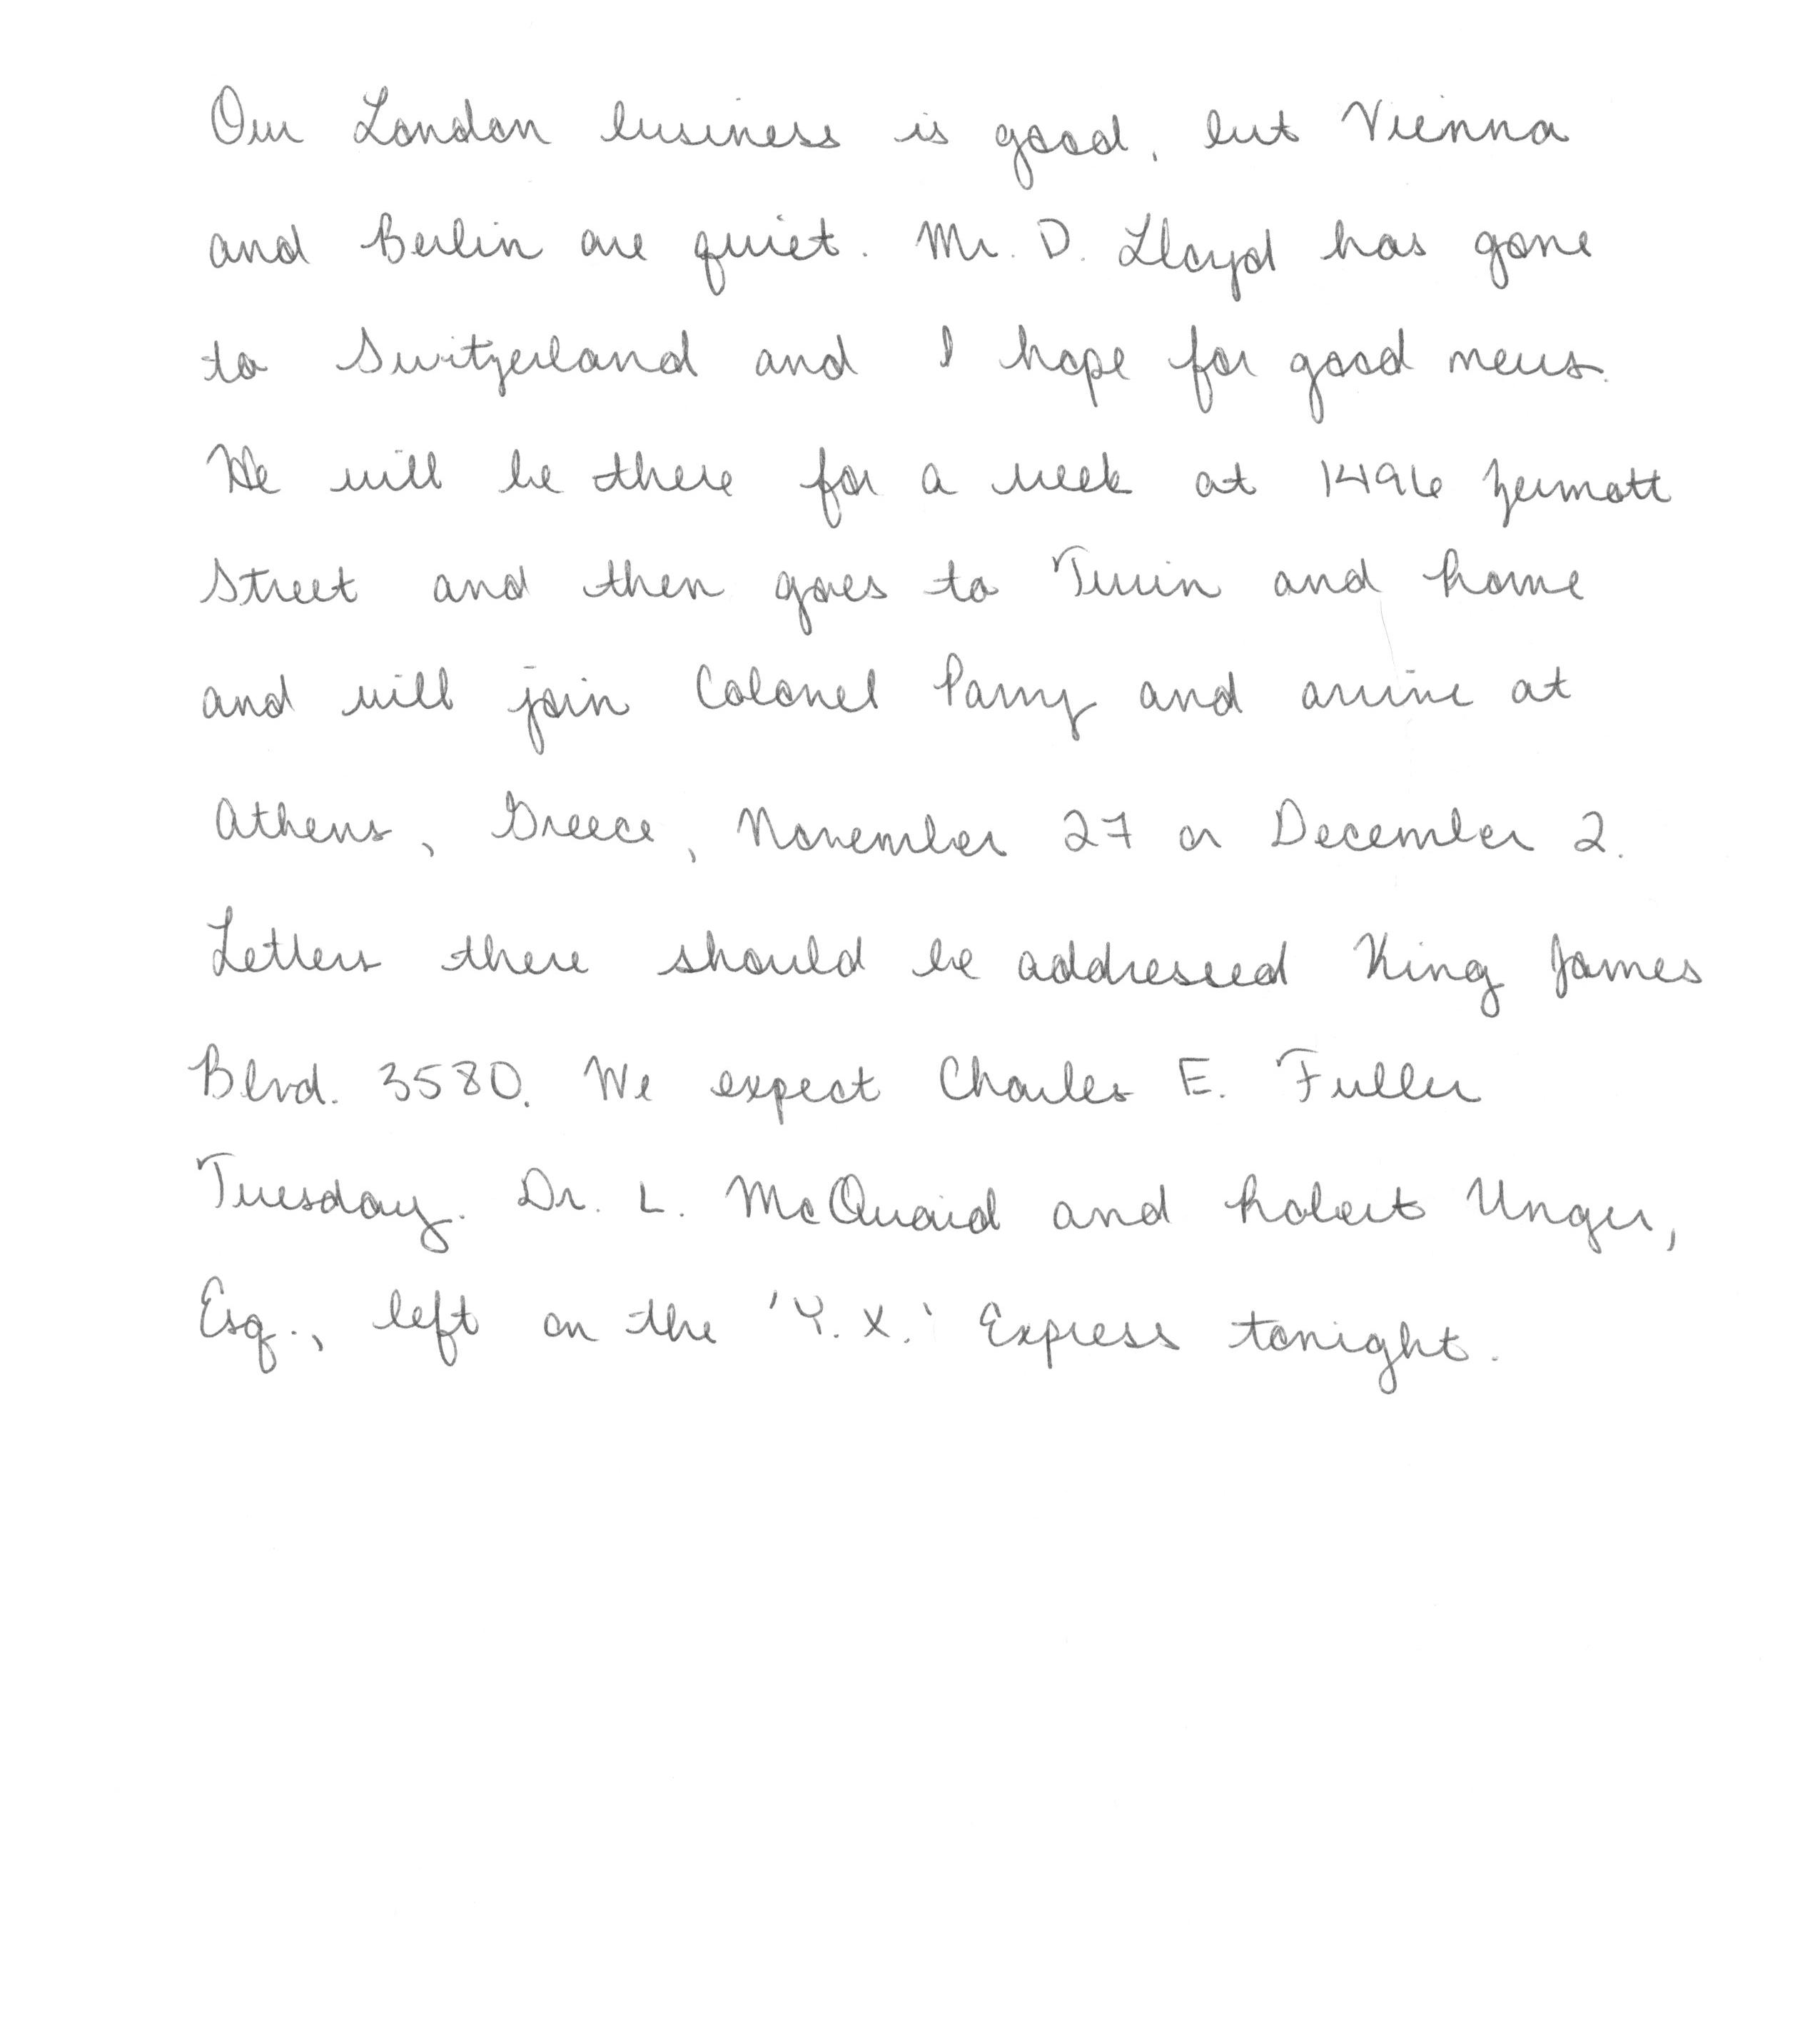 Our London business is good, but Vienna
and Berlin are quiet. Mr. D. Lloyd has gone
to Switzerland and I hope for good news.
He will be there for a week at 1496 Zermott
Street and then goes to Turin and home
and will join Colonel Parry and arrive at
Athens, Greece, November 27 or December 2.
Letters there should be addressed King James
Blvd. 3580. We expect Charles E. Fuller
Tuesday. Dr. L. McQuaid and Robert Unger,
Esq., left on the 'Y.X.' Express tonight.